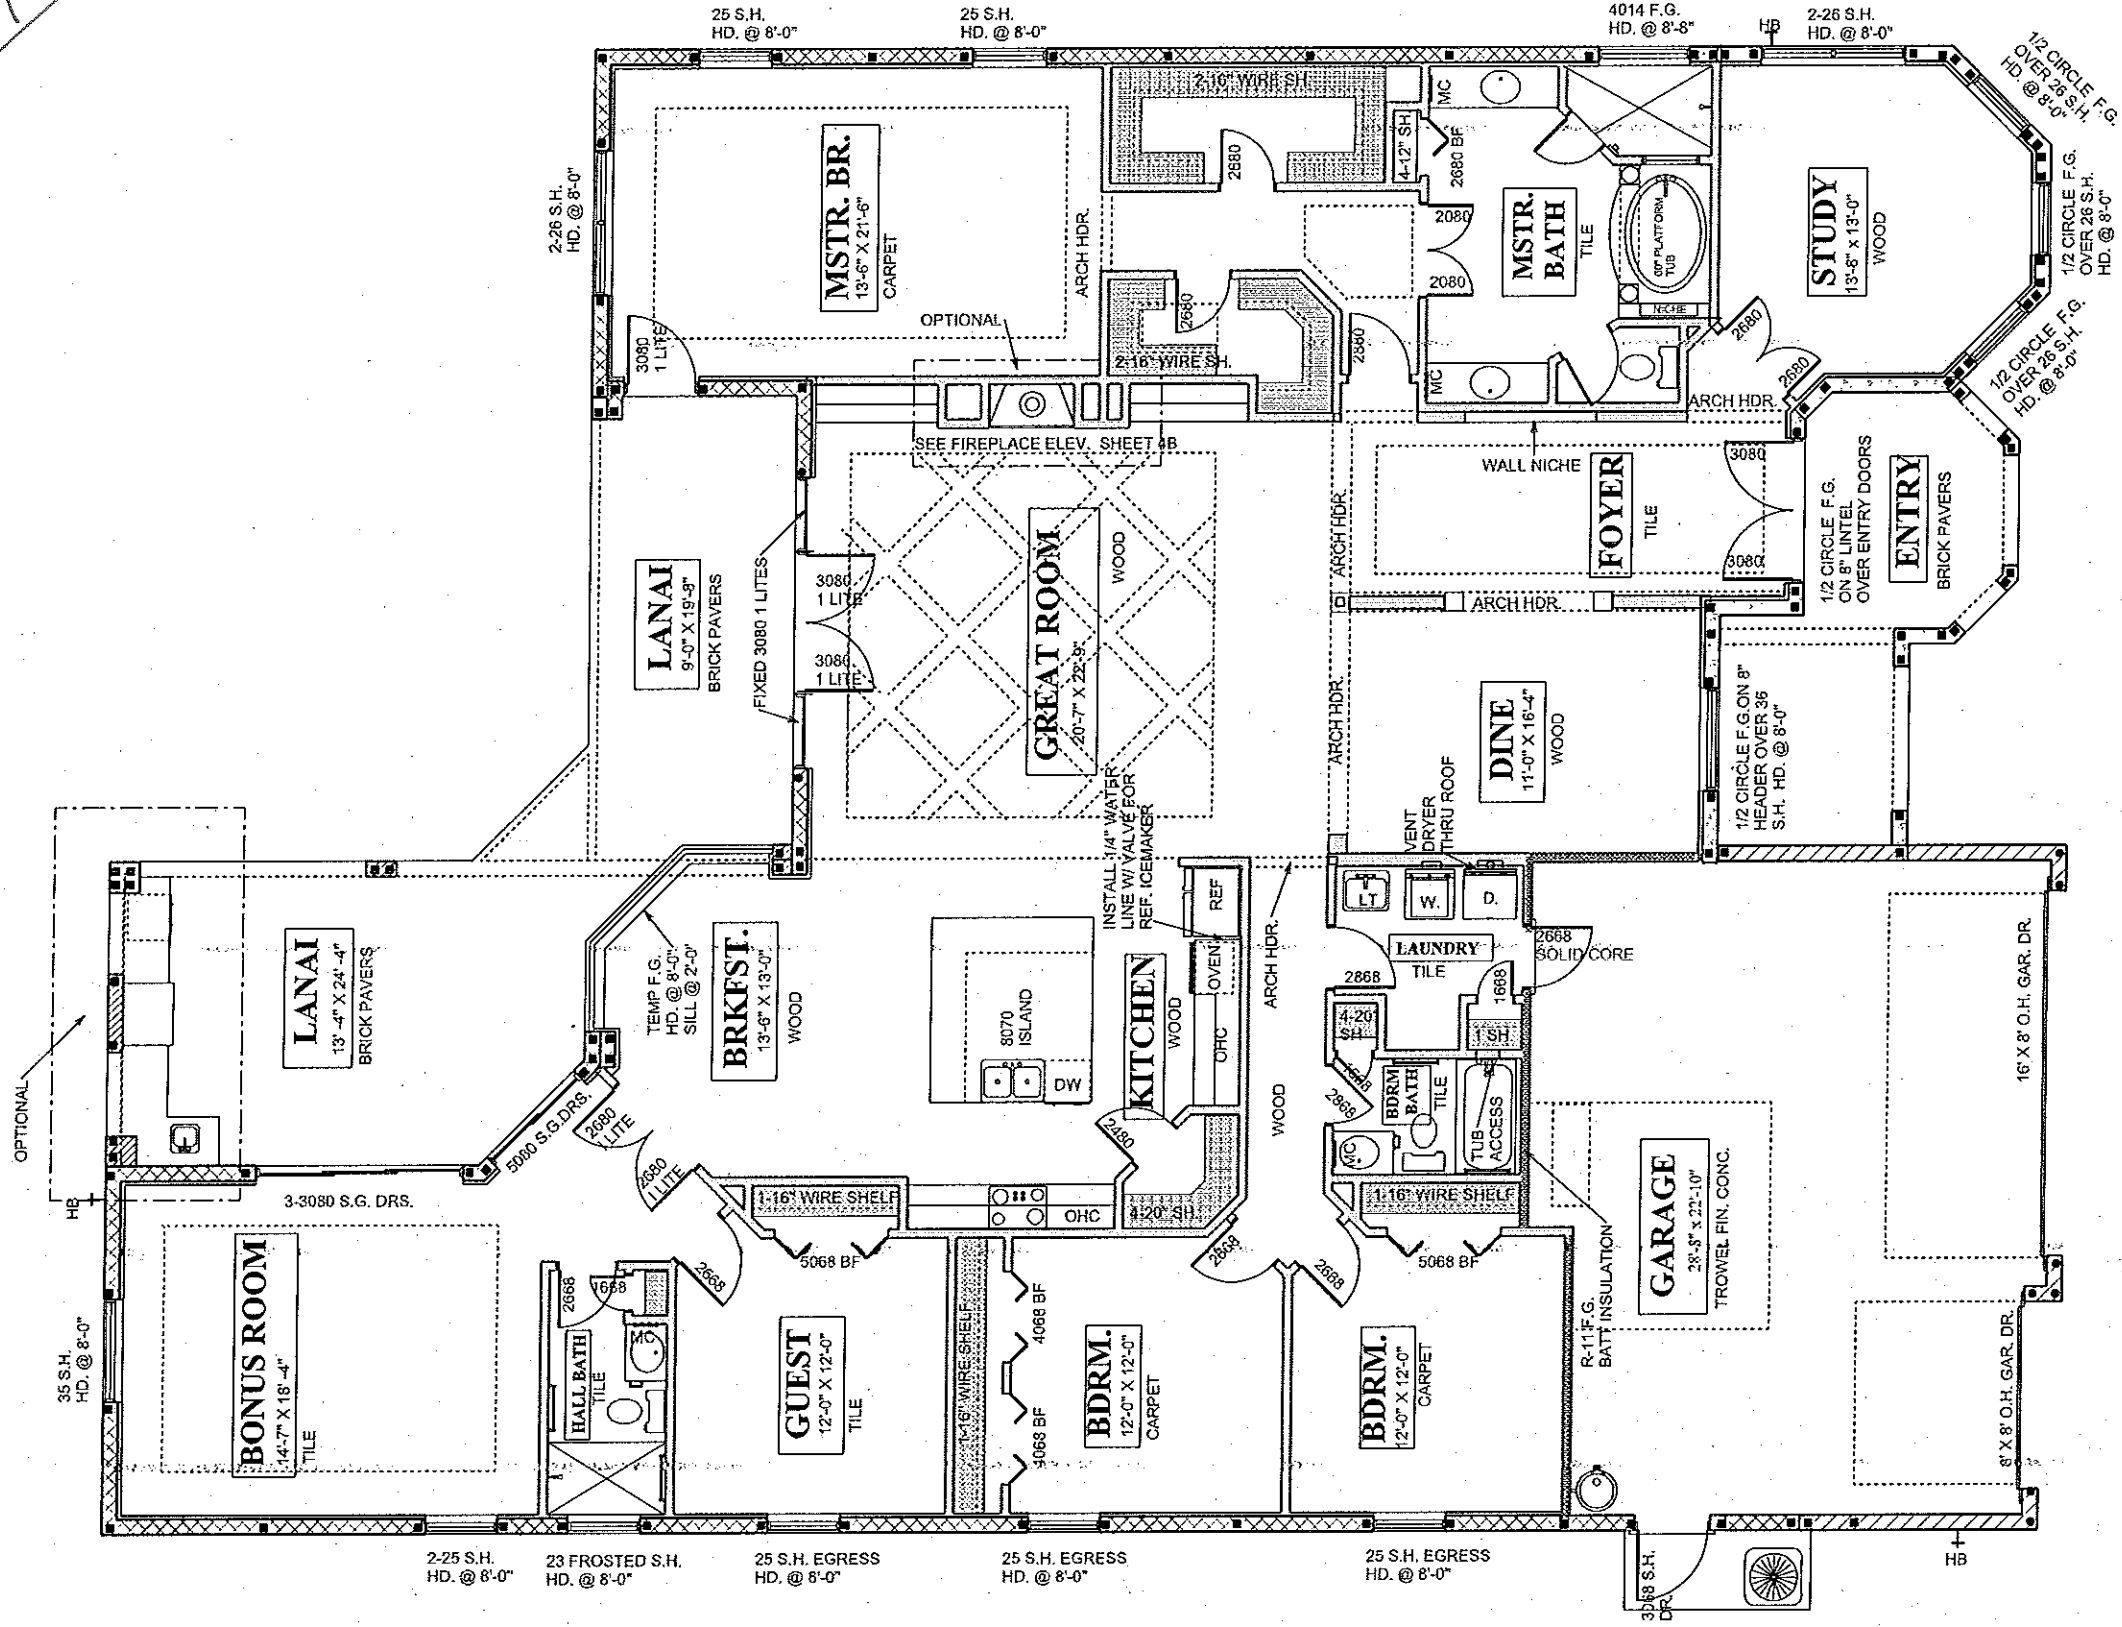 25 S.H.
HD. @ 8'-0"
25 S.H.
HD. @ 8'-0"
4014 F.G.
HD. @ 8'-8"
HB
2-26 S.H.
HD. @ 8'-0"
1/2 CIRCLE F.G.
OVER 26 S.H.
HD. @ 8'-0"
1/2 CIRCLE F.G.
OVER 26 S.H.
HD. @ 8'-0"
1/2 CIRCLE F.G.
OVER 26 S.H.
HD. @ 8'-0"
2-26 S.H.
HD. @ 8'-0"
MSTR. BR.
13'-6" X 21'-6"
CARPET
ARCH HDR.
3080
1 LITE
OPTIONAL
2-16" WIRE SH.
2680
4-12" SH.
2680 BF
MC
2680
2-16" WIRE SH.
2080
2080
2880
MSTR.
BATH
TILE
60" PLATFORM
TUB
NICHE
MC
STUDY
13'-8" x 13'-0"
WOOD
2680
2680
ARCH HDR.
SEE FIREPLACE ELEV. SHEET 4B
WALL NICHE
LANAI
9'-0" X 19'-8"
BRICK PAVERS
FIXED 3080 1 LITES
3080
1 LITE
3080
1 LITE
GREAT ROOM
20'-7" X 22'-9"
WOOD
ARCH HDR.
ARCH HDR.
FOYER
TILE
3080
3080
ARCH HDR.
1/2 CIRCLE F.G.
ON 8" LINTEL
OVER ENTRY DOORS
ENTRY
BRICK PAVERS
DINE
11'-0" X 16'-4"
WOOD
1/2 CIRCLE F.G.ON 8"
HEADER OVER 36
S.H. HD. @ 8'-0"
VENT
DRYER
THRU ROOF
INSTALL 1/4" WATER
LINE W/ VALVE FOR
REF. ICEMAKER
OPTIONAL
LANAI
13'-4" X 24'-4"
BRICK PAVERS
TEMP F.G.
HD. @ 8'-0"
SILL @ 2'-0"
BRKFST.
13'-6" X 13'-0"
WOOD
8070
ISLAND
DW
KITCHEN
WOOD
REF
OVEN
OHC
ARCH HDR.
WOOD
LT
W.
D.
LAUNDRY
TILE
2868
1668
2668
SOLID CORE
4-20
SH.
1 SH.
1668
2868
BDRM
BATH
TILE
TUB
ACCESS
MC
1-16" WIRE SHELF
5060 S.G.DRS.
2680
1 LITE
2680
1 LITE
HB
3-3080 S.G. DRS.
1-16" WIRE SHELF
OHC
2480
4-20" SH.
5068 BF
2668
2668
2668
5068 BF
GARAGE
28'-8" x 22'-10"
TROWEL FIN. CONC.
16' X 8' O.H. GAR. DR.
R-11 F.G.
BATT INSULATION
35 S.H.
HD. @ 8'-0"
BONUS ROOM
14'-7" X 18'-4"
TILE
2668
1668
MC
HALL BATH
TILE
GUEST
12'-0" X 12'-0"
TILE
1-16" WIRE SHELF
4068 BF
4068 BF
BDRM.
12'-0" X 12'-0"
CARPET
BDRM.
12'-0" X 12'-0"
CARPET
8' X 8' O.H. GAR. DR.
2-25 S.H.
HD. @ 8'-0"
23 FROSTED S.H.
HD. @ 8'-0"
25 S.H. EGRESS
HD. @ 8'-0"
25 S.H. EGRESS
HD. @ 8'-0"
25 S.H. EGRESS
HD. @ 8'-0"
3068 S.H.
DR.
HB